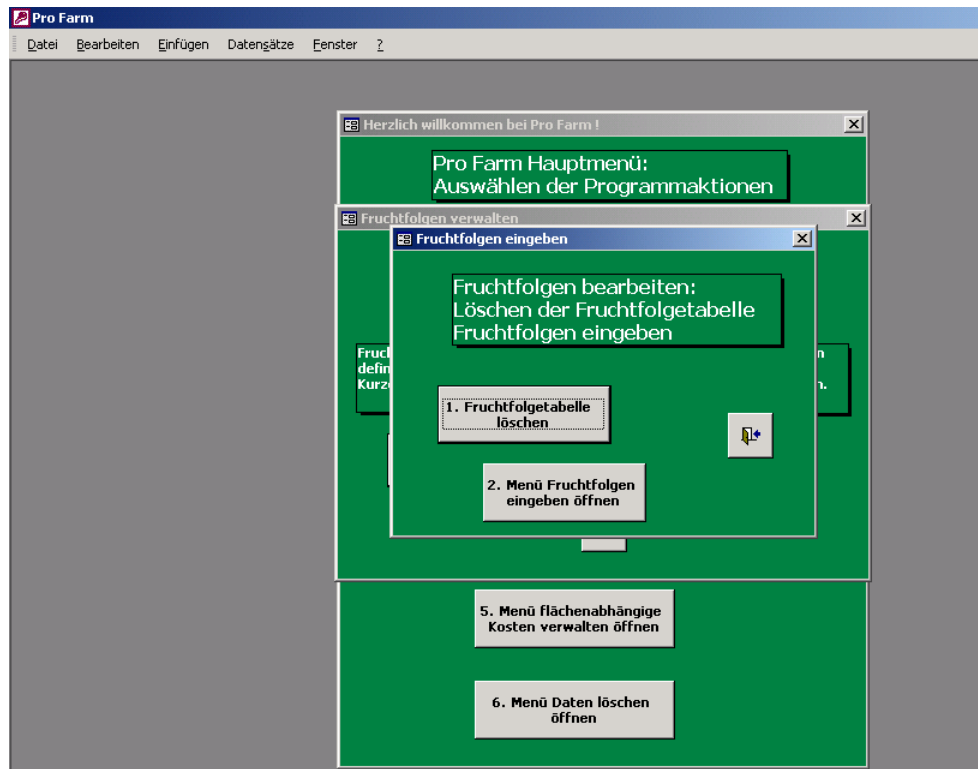 Pro Farm
Datei Bearbeiten Einfügen Datensätze Fenster ?
Herzlich willkommen bei Pro Farm !
Pro Farm Hauptmenü:
Auswählen der Programmaktionen
Fruchtfolgen verwalten
Fruchtfolgen eingeben
Fruchtfolgen bearbeiten:
Löschen der Fruchtfolgetabelle
Fruchtfolgen eingeben
1. Fruchtfolgetabelle
löschen
2. Menü Fruchtfolgen
eingeben öffnen
5. Menü flächenabhängige
Kosten verwalten öffnen
6. Menü Daten löschen
öffnen